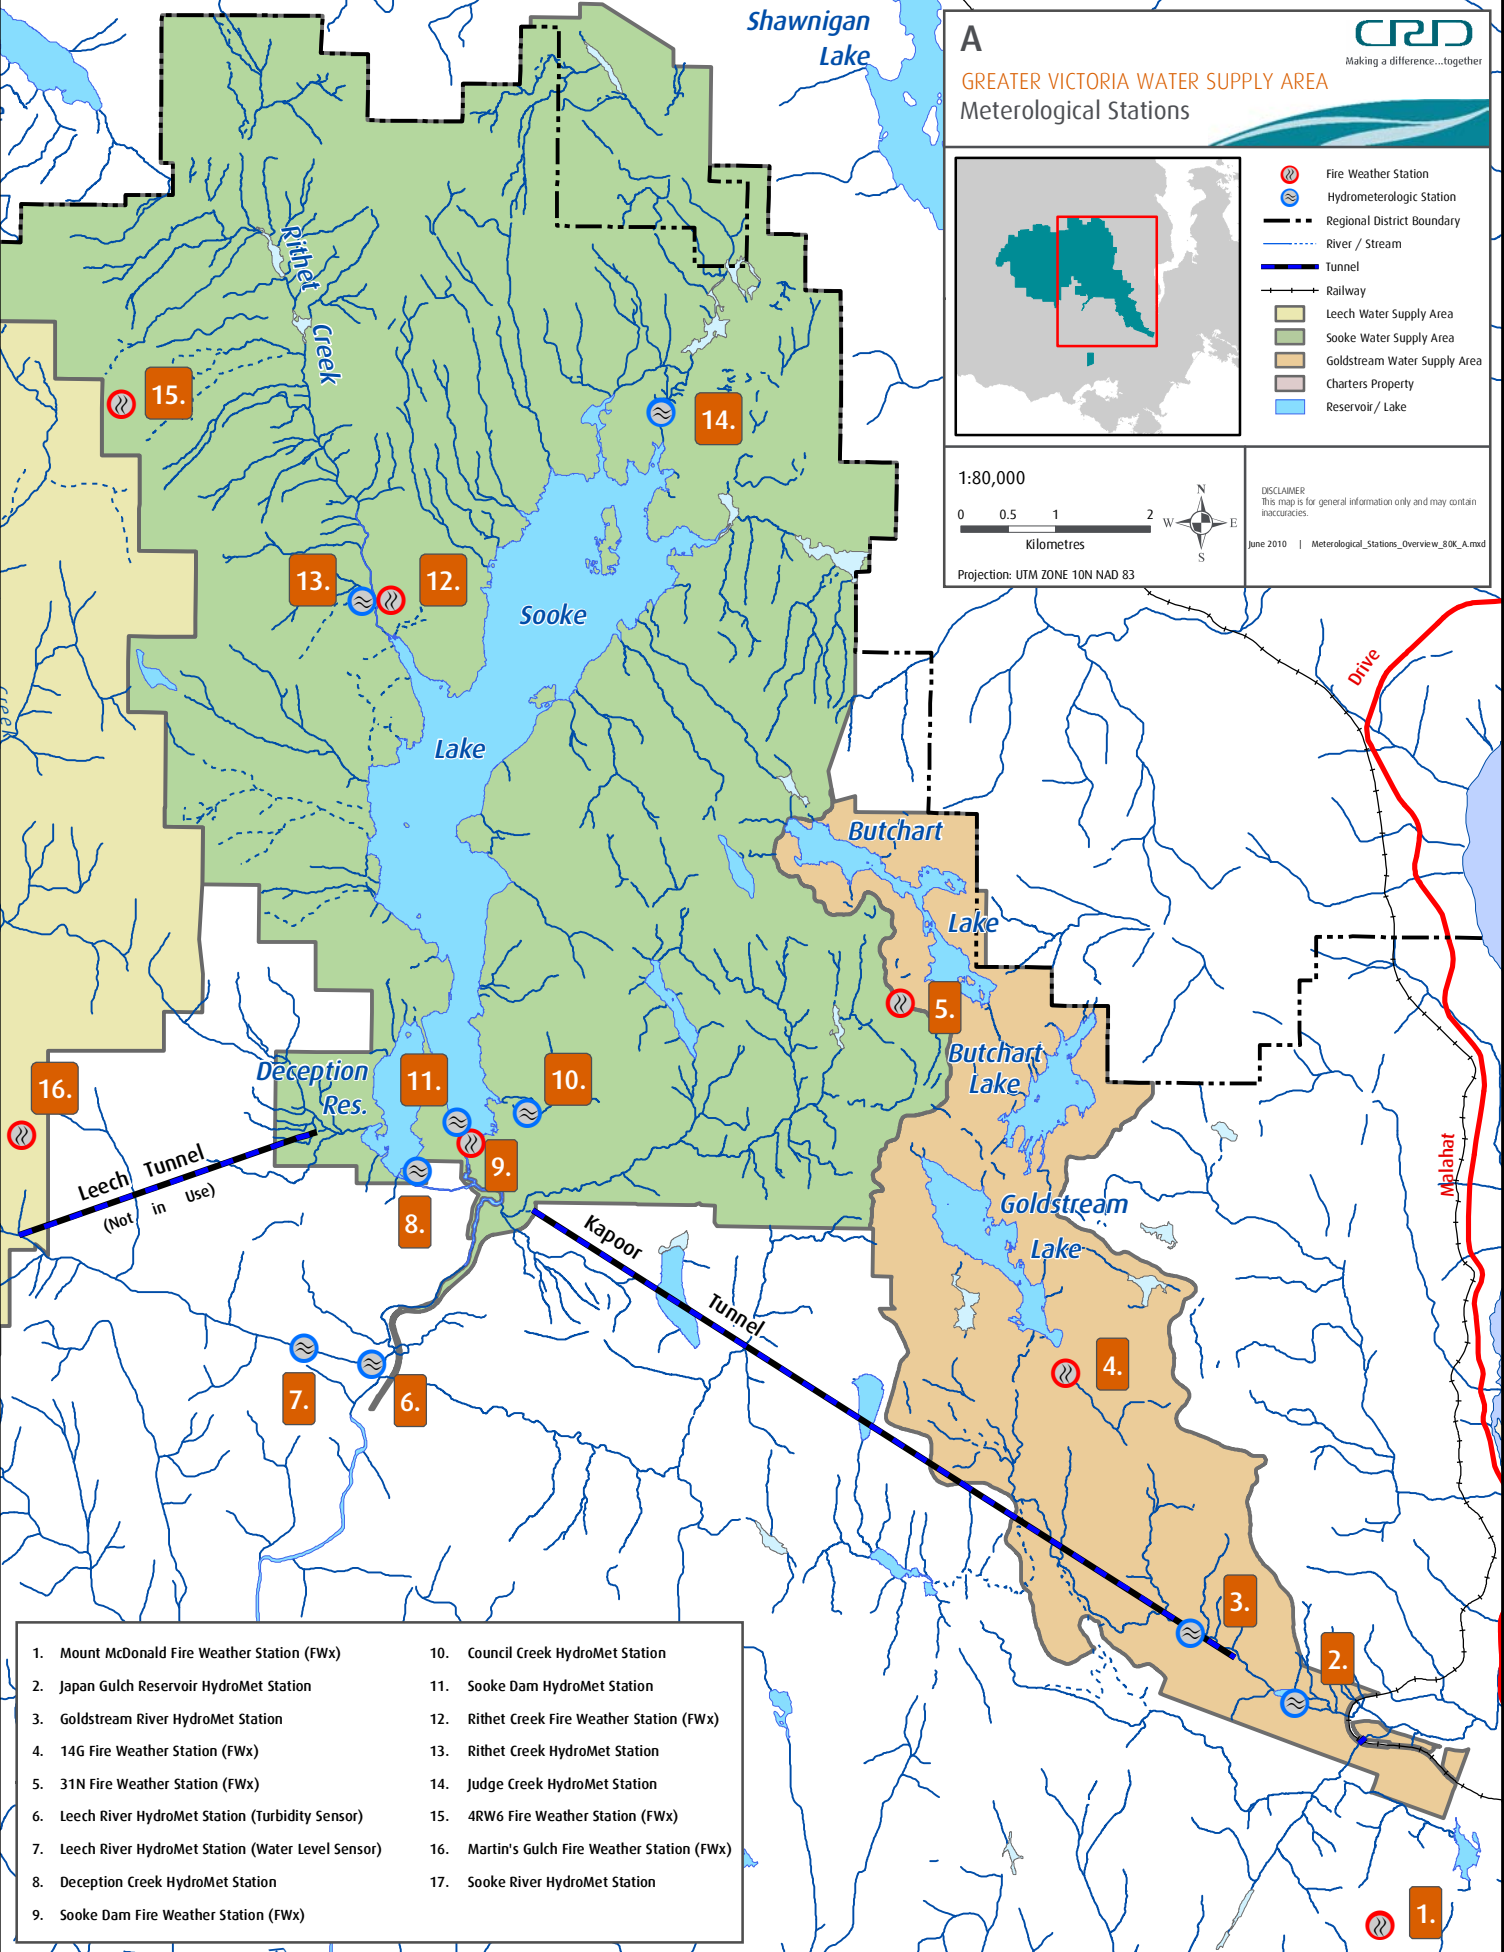 Shawnigan
Lake
A
CRD
Making a difference...together
GREATER VICTORIA WATER SUPPLY AREA
Meterological Stations
Fire Weather Station
Hydrometerologic Station
Regional District Boundary
River / Stream
Tunnel
Railway
Leech Water Supply Area
Sooke Water Supply Area
Goldstream Water Supply Area
Charters Property
Reservoir/ Lake
1:80,000
0 0.5 1 2
Kilometres
N
W E
S
Projection: UTM ZONE 10N NAD 83
DISCLAIMER
This map is for general information only and may contain
inaccuracies.
June 2010 | Meterological_Stations_Overview_80K_A.mxd
Rithet
Creek
15.
14.
13.
12.
Sooke
Drive
Creek
Lake
Butchart
Lake
5.
Butchart
Lake
Deception
Res.
11.
10.
16.
9.
Leech Tunnel
(Not in Use)
8.
Malahat
Goldstream
Lake
Kapoor
Tunnel
4.
7.
6.
3.
2.
1.
1. Mount McDonald Fire Weather Station (FWx)
2. Japan Gulch Reservoir HydroMet Station
3. Goldstream River HydroMet Station
4. 14G Fire Weather Station (FWx)
5. 31N Fire Weather Station (FWx)
6. Leech River HydroMet Station (Turbidity Sensor)
7. Leech River HydroMet Station (Water Level Sensor)
8. Deception Creek HydroMet Station
9. Sooke Dam Fire Weather Station (FWx)
10. Council Creek HydroMet Station
11. Sooke Dam HydroMet Station
12. Rithet Creek Fire Weather Station (FWx)
13. Rithet Creek HydroMet Station
14. Judge Creek HydroMet Station
15. 4RW6 Fire Weather Station (FWx)
16. Martin's Gulch Fire Weather Station (FWx)
17. Sooke River HydroMet Station